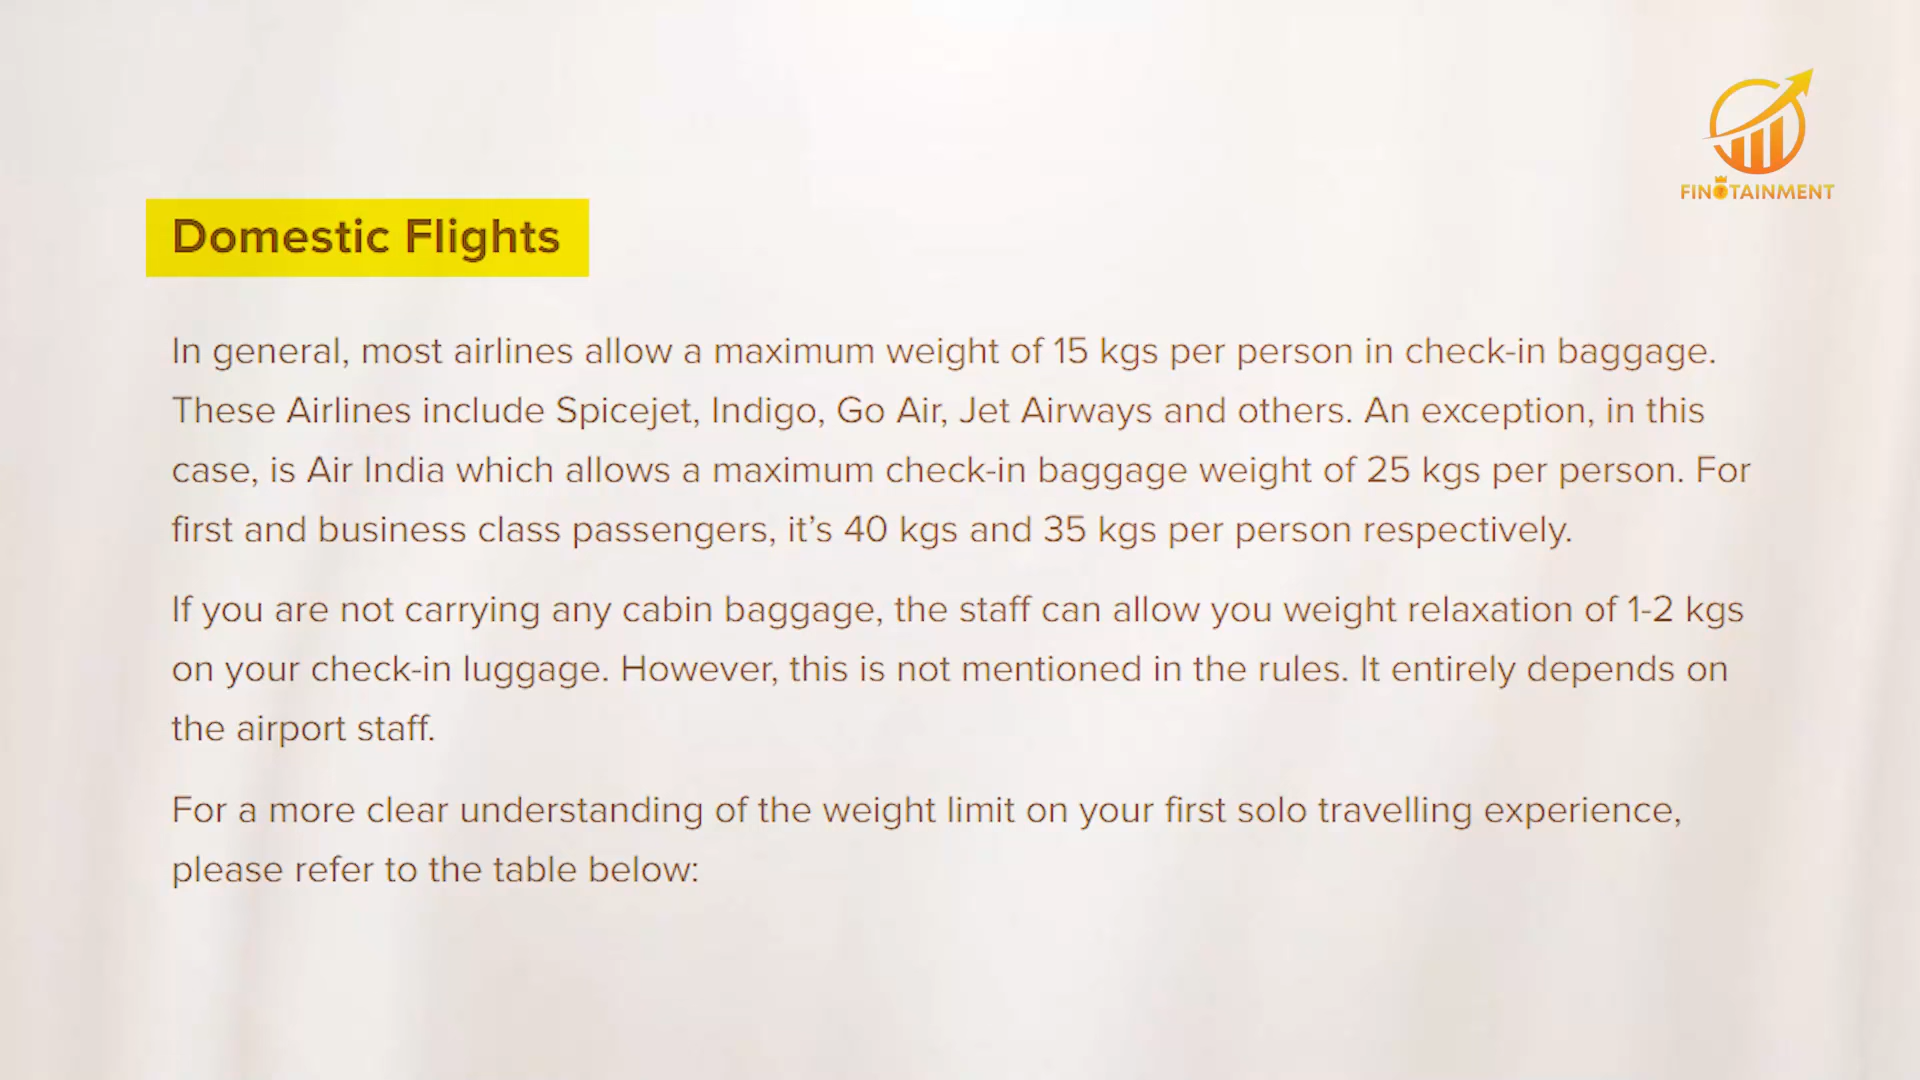 FINOTAINMENT
Domestic Flights
In general, most airlines allow a maximum weight of 15 kgs per person in check-in baggage.
These Airlines include Spicejet, Indigo, Go Air, Jet Airways and others. An exception, in this
case, is Air India which allows a maximum check-in baggage weight of 25 kgs per person. For
first and business class passengers, it’s 40 kgs and 35 kgs per person respectively.
If you are not carrying any cabin baggage, the staff can allow you weight relaxation of 1-2 kgs
on your check-in luggage. However, this is not mentioned in the rules. It entirely depends on
the airport staff.
For a more clear understanding of the weight limit on your first solo travelling experience,
please refer to the table below: